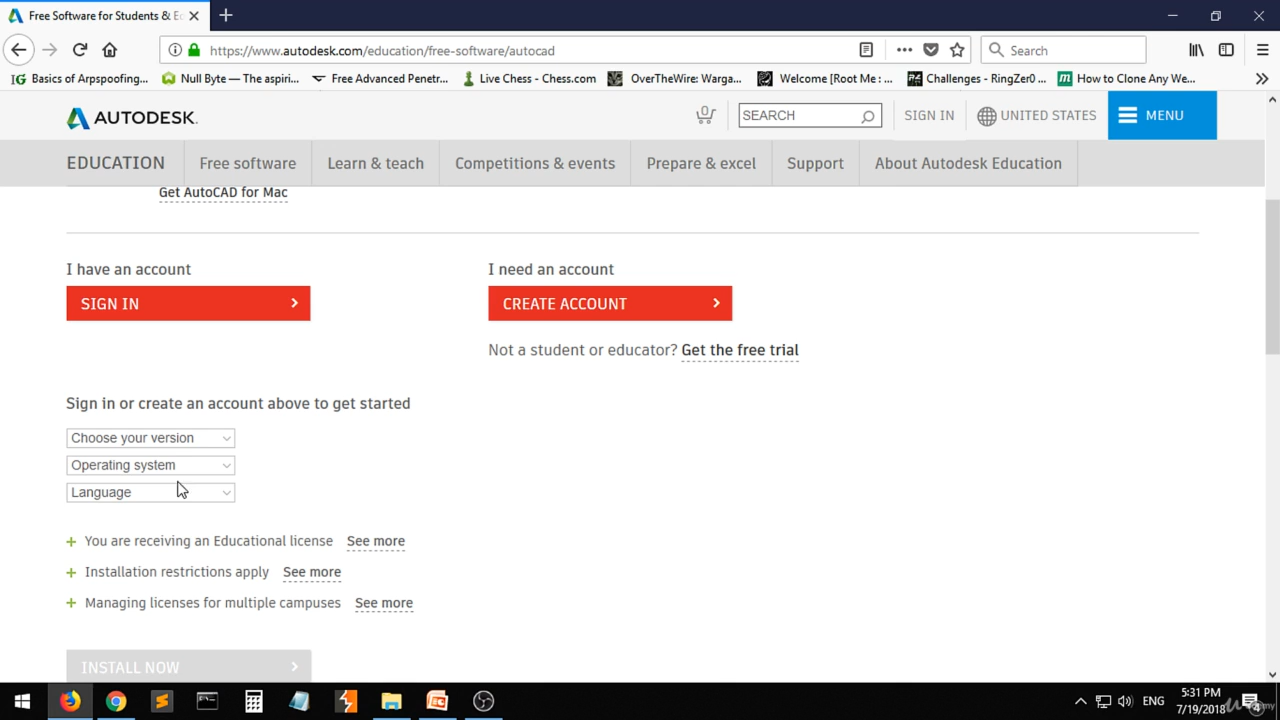 Free Software for Students & Ed
https://www.autodesk.com/education/free-software/autocad
Search
Basics of Arpspoofing...
Null Byte — The aspiri...
Free Advanced Penetr...
Live Chess - Chess.com
OverTheWire: Warga...
Welcome [Root Me : ...
Challenges - RingZer0 ...
How to Clone Any We...
AUTODESK.
0
SEARCH
SIGN IN
UNITED STATES
MENU
EDUCATION
Free software
Learn & teach
Competitions & events
Prepare & excel
Support
About Autodesk Education
Get AutoCAD for Mac
I have an account
I need an account
SIGN IN
CREATE ACCOUNT
Not a student or educator? Get the free trial
Sign in or create an account above to get started
Choose your version
Operating system
Language
You are receiving an Educational license See more
Installation restrictions apply See more
Managing licenses for multiple campuses See more
INSTALL NOW
ENG
5:31 PM
7/19/2018
4